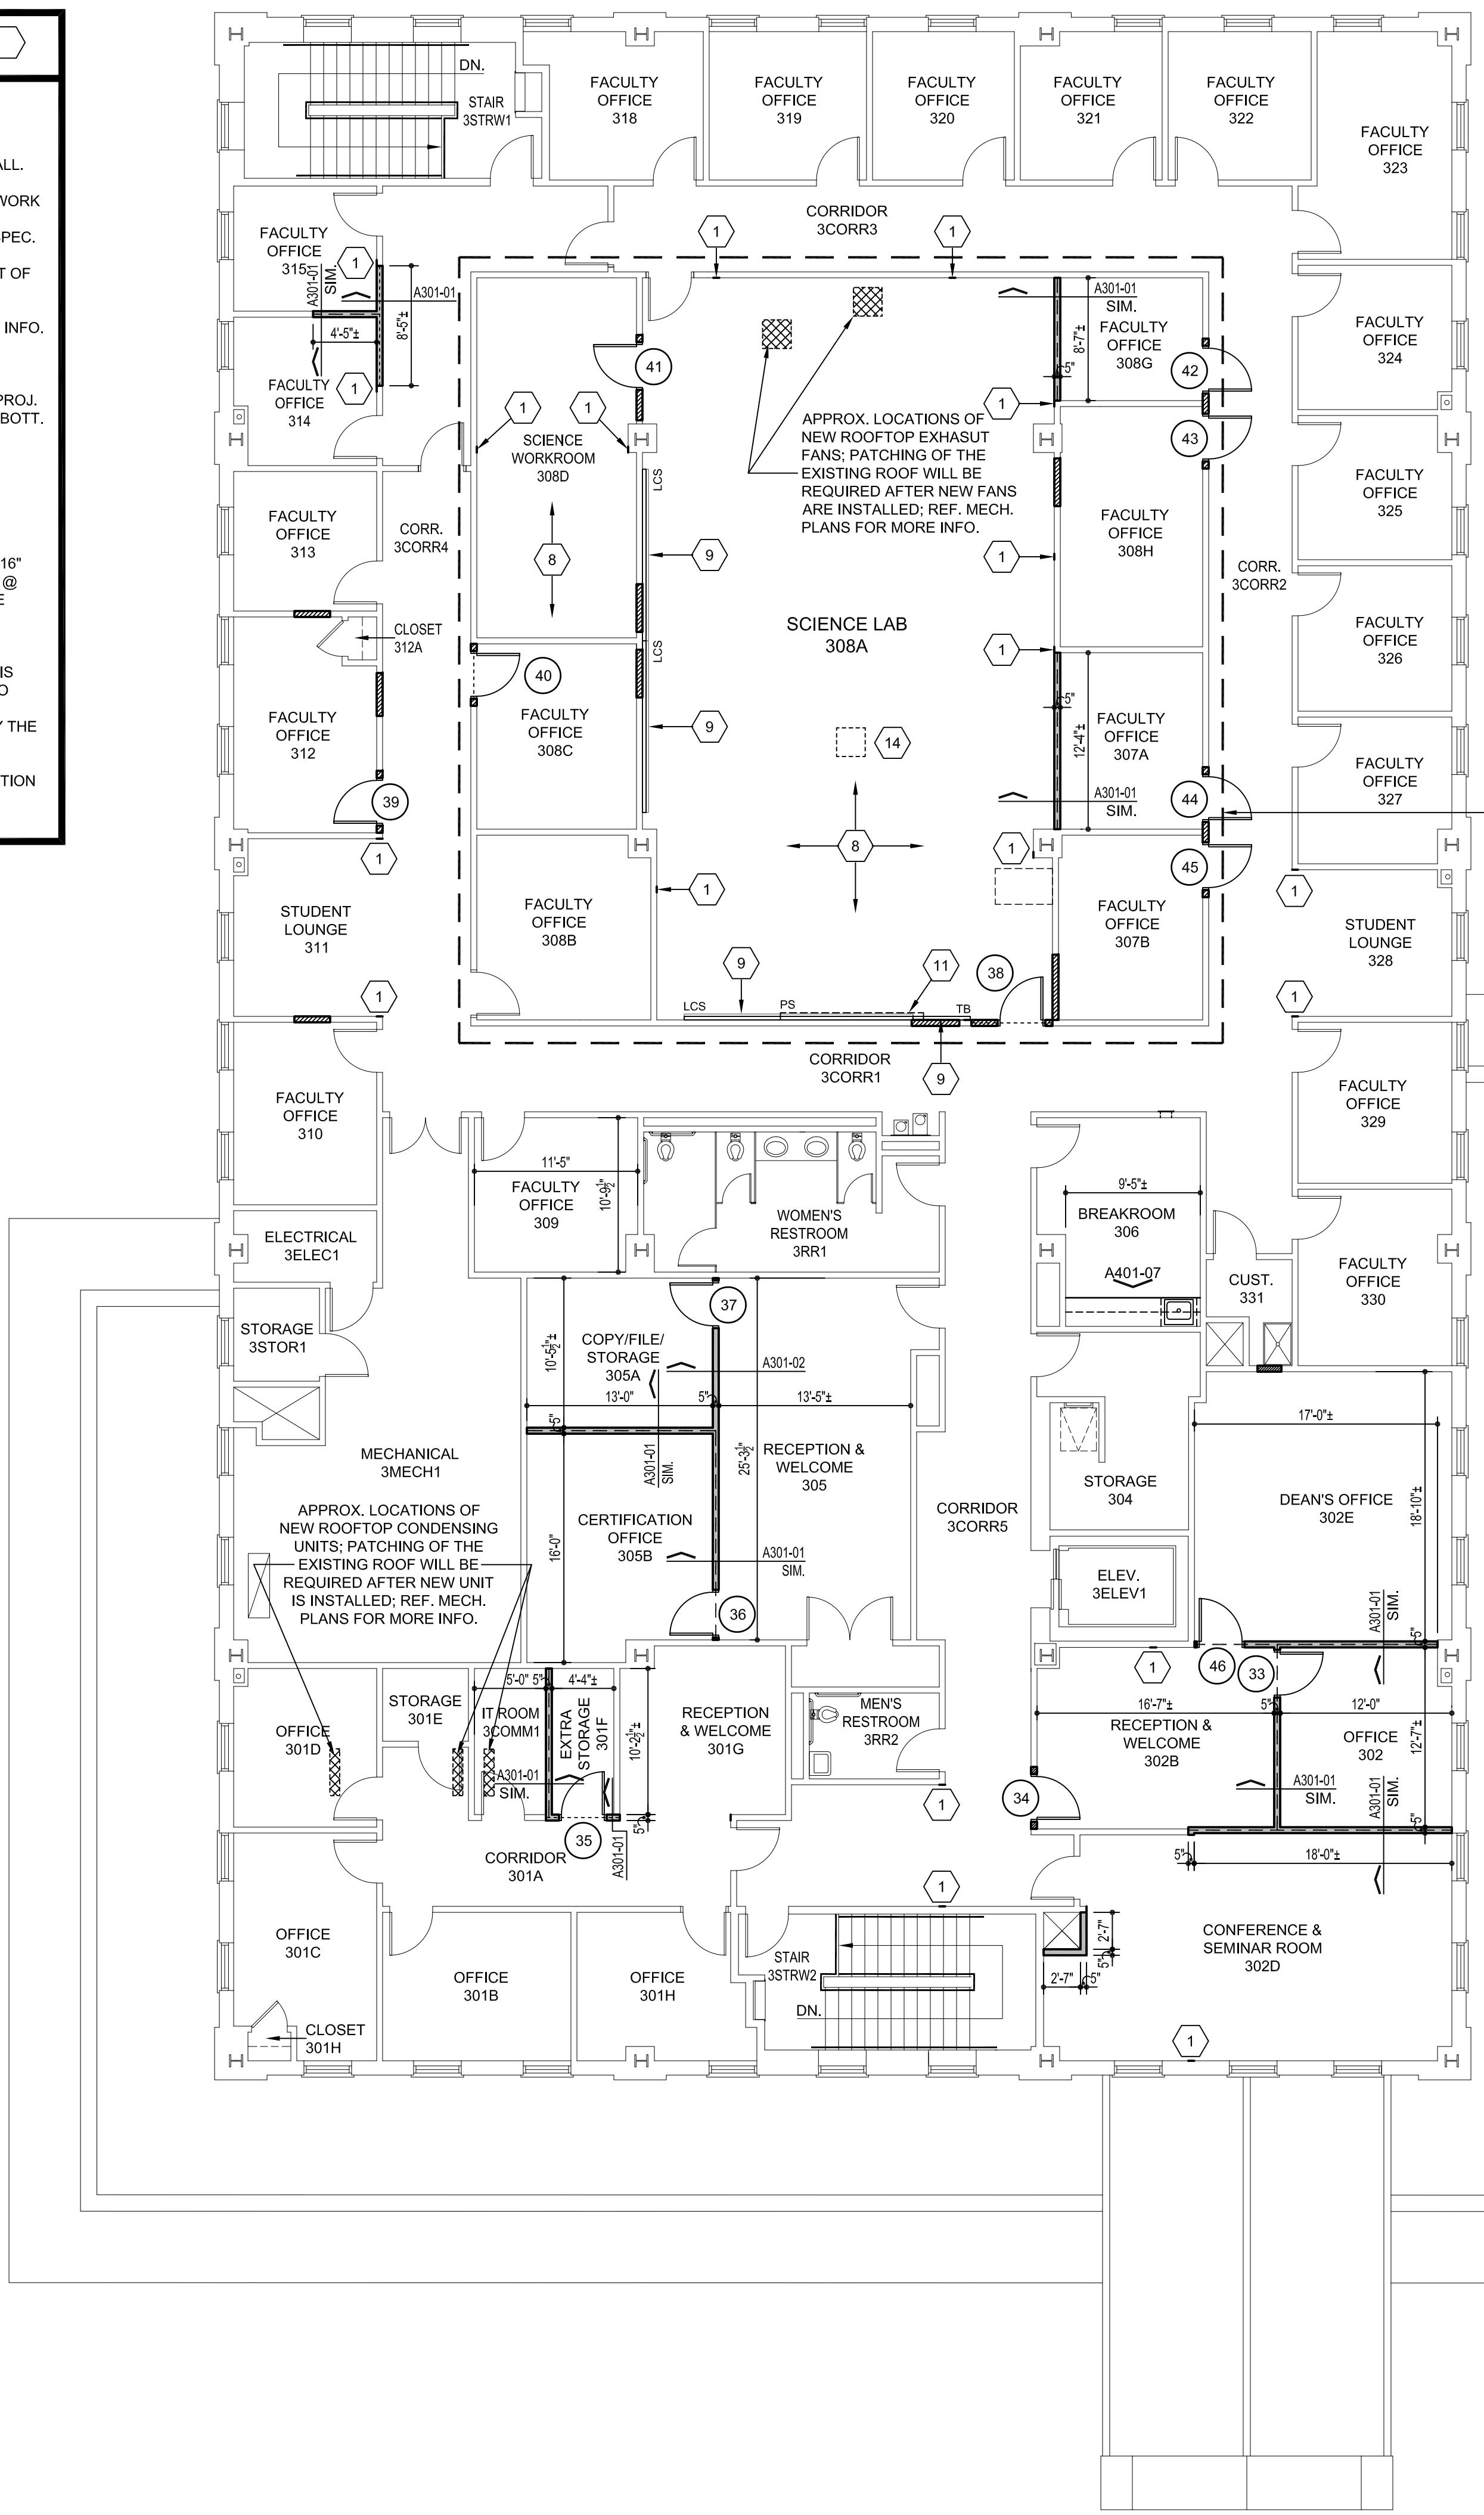 ALL.
WORK
SPEC.
T OF
INFO.
PROJ.
BOTT.
16"
@
E
IS
O
Y THE
TION
DN.
STAIR
3STRW1
FACULTY
OFFICE
318
FACULTY
OFFICE
319
FACULTY
OFFICE
320
FACULTY
OFFICE
321
FACULTY
OFFICE
322
FACULTY
OFFICE
323
CORRIDOR
3CORR3
FACULTY
OFFICE
315
1
A301-01
SIM.
A301-01
4'-5"±
8'-5"±
FACULTY
OFFICE
314
1
1
1
A301-01
SIM.
FACULTY
OFFICE
308G
8'-7"±
5"
41
42
43
1
1
1
SCIENCE
WORKROOM
308D
8
LCS
LCS
9
9
APPROX. LOCATIONS OF
NEW ROOFTOP EXHASUT
FANS; PATCHING OF THE
EXISTING ROOF WILL BE
REQUIRED AFTER NEW FANS
ARE INSTALLED; REF. MECH.
PLANS FOR MORE INFO.
FACULTY
OFFICE
308H
1
1
FACULTY
OFFICE
324
FACULTY
OFFICE
325
CORR.
3CORR2
FACULTY
OFFICE
326
FACULTY
OFFICE
327
FACULTY
OFFICE
313
CORR.
3CORR4
CLOSET
312A
FACULTY
OFFICE
312
39
1
40
FACULTY
OFFICE
308C
SCIENCE LAB
308A
14
8
5"
12'-4"±
FACULTY
OFFICE
307A
A301-01
SIM.
44
1
45
FACULTY
OFFICE
307B
STUDENT
LOUNGE
311
1
FACULTY
OFFICE
308B
1
9
11
38
LCS
PS
TB
1
STUDENT
LOUNGE
328
1
CORRIDOR
3CORR1
9
FACULTY
OFFICE
310
FACULTY
OFFICE
329
11'-5"
FACULTY
OFFICE
309
10'-9½"
WOMEN'S
RESTROOM
3RR1
9'-5"±
BREAKROOM
306
A401-07
CUST.
331
FACULTY
OFFICE
330
ELECTRICAL
3ELEC1
STORAGE
3STOR1
37
COPY/FILE/
STORAGE
305A
10'-5½"±
A301-02
13'-0"
5"
13'-5"±
5"
A301-01
SIM.
25'-3½"
RECEPTION &
WELCOME
305
CERTIFICATION
OFFICE
305B
16'-0"
A301-01
SIM.
36
MECHANICAL
3MECH1
APPROX. LOCATIONS OF
NEW ROOFTOP CONDENSING
UNITS; PATCHING OF THE
EXISTING ROOF WILL BE
REQUIRED AFTER NEW UNIT
IS INSTALLED; REF. MECH.
PLANS FOR MORE INFO.
CORRIDOR
3CORR5
STORAGE
304
ELEV.
3ELEV1
17'-0"±
DEAN'S OFFICE
302E
18'-10"±
A301-01
SIM.
5"
46
33
1
16'-7"±
5"
12'-0"
RECEPTION &
WELCOME
302B
OFFICE
302
12'-7"±
A301-01
SIM.
A301-01
SIM.
5"
34
5"
18'-0"±
OFFICE
301D
STORAGE
301E
5'-0"
5"
4'-4"±
IT ROOM
3COMM1
EXTRA
STORAGE
301F
10'-2½"±
A301-01
SIM.
5"
35
A301-01
RECEPTION
& WELCOME
301G
MEN'S
RESTROOM
3RR2
1
CORRIDOR
301A
1
OFFICE
301C
OFFICE
301B
OFFICE
301H
CLOSET
301H
STAIR
3STRW2
DN.
2'-7"
5"
2'-7"
5"
CONFERENCE &
SEMINAR ROOM
302D
1